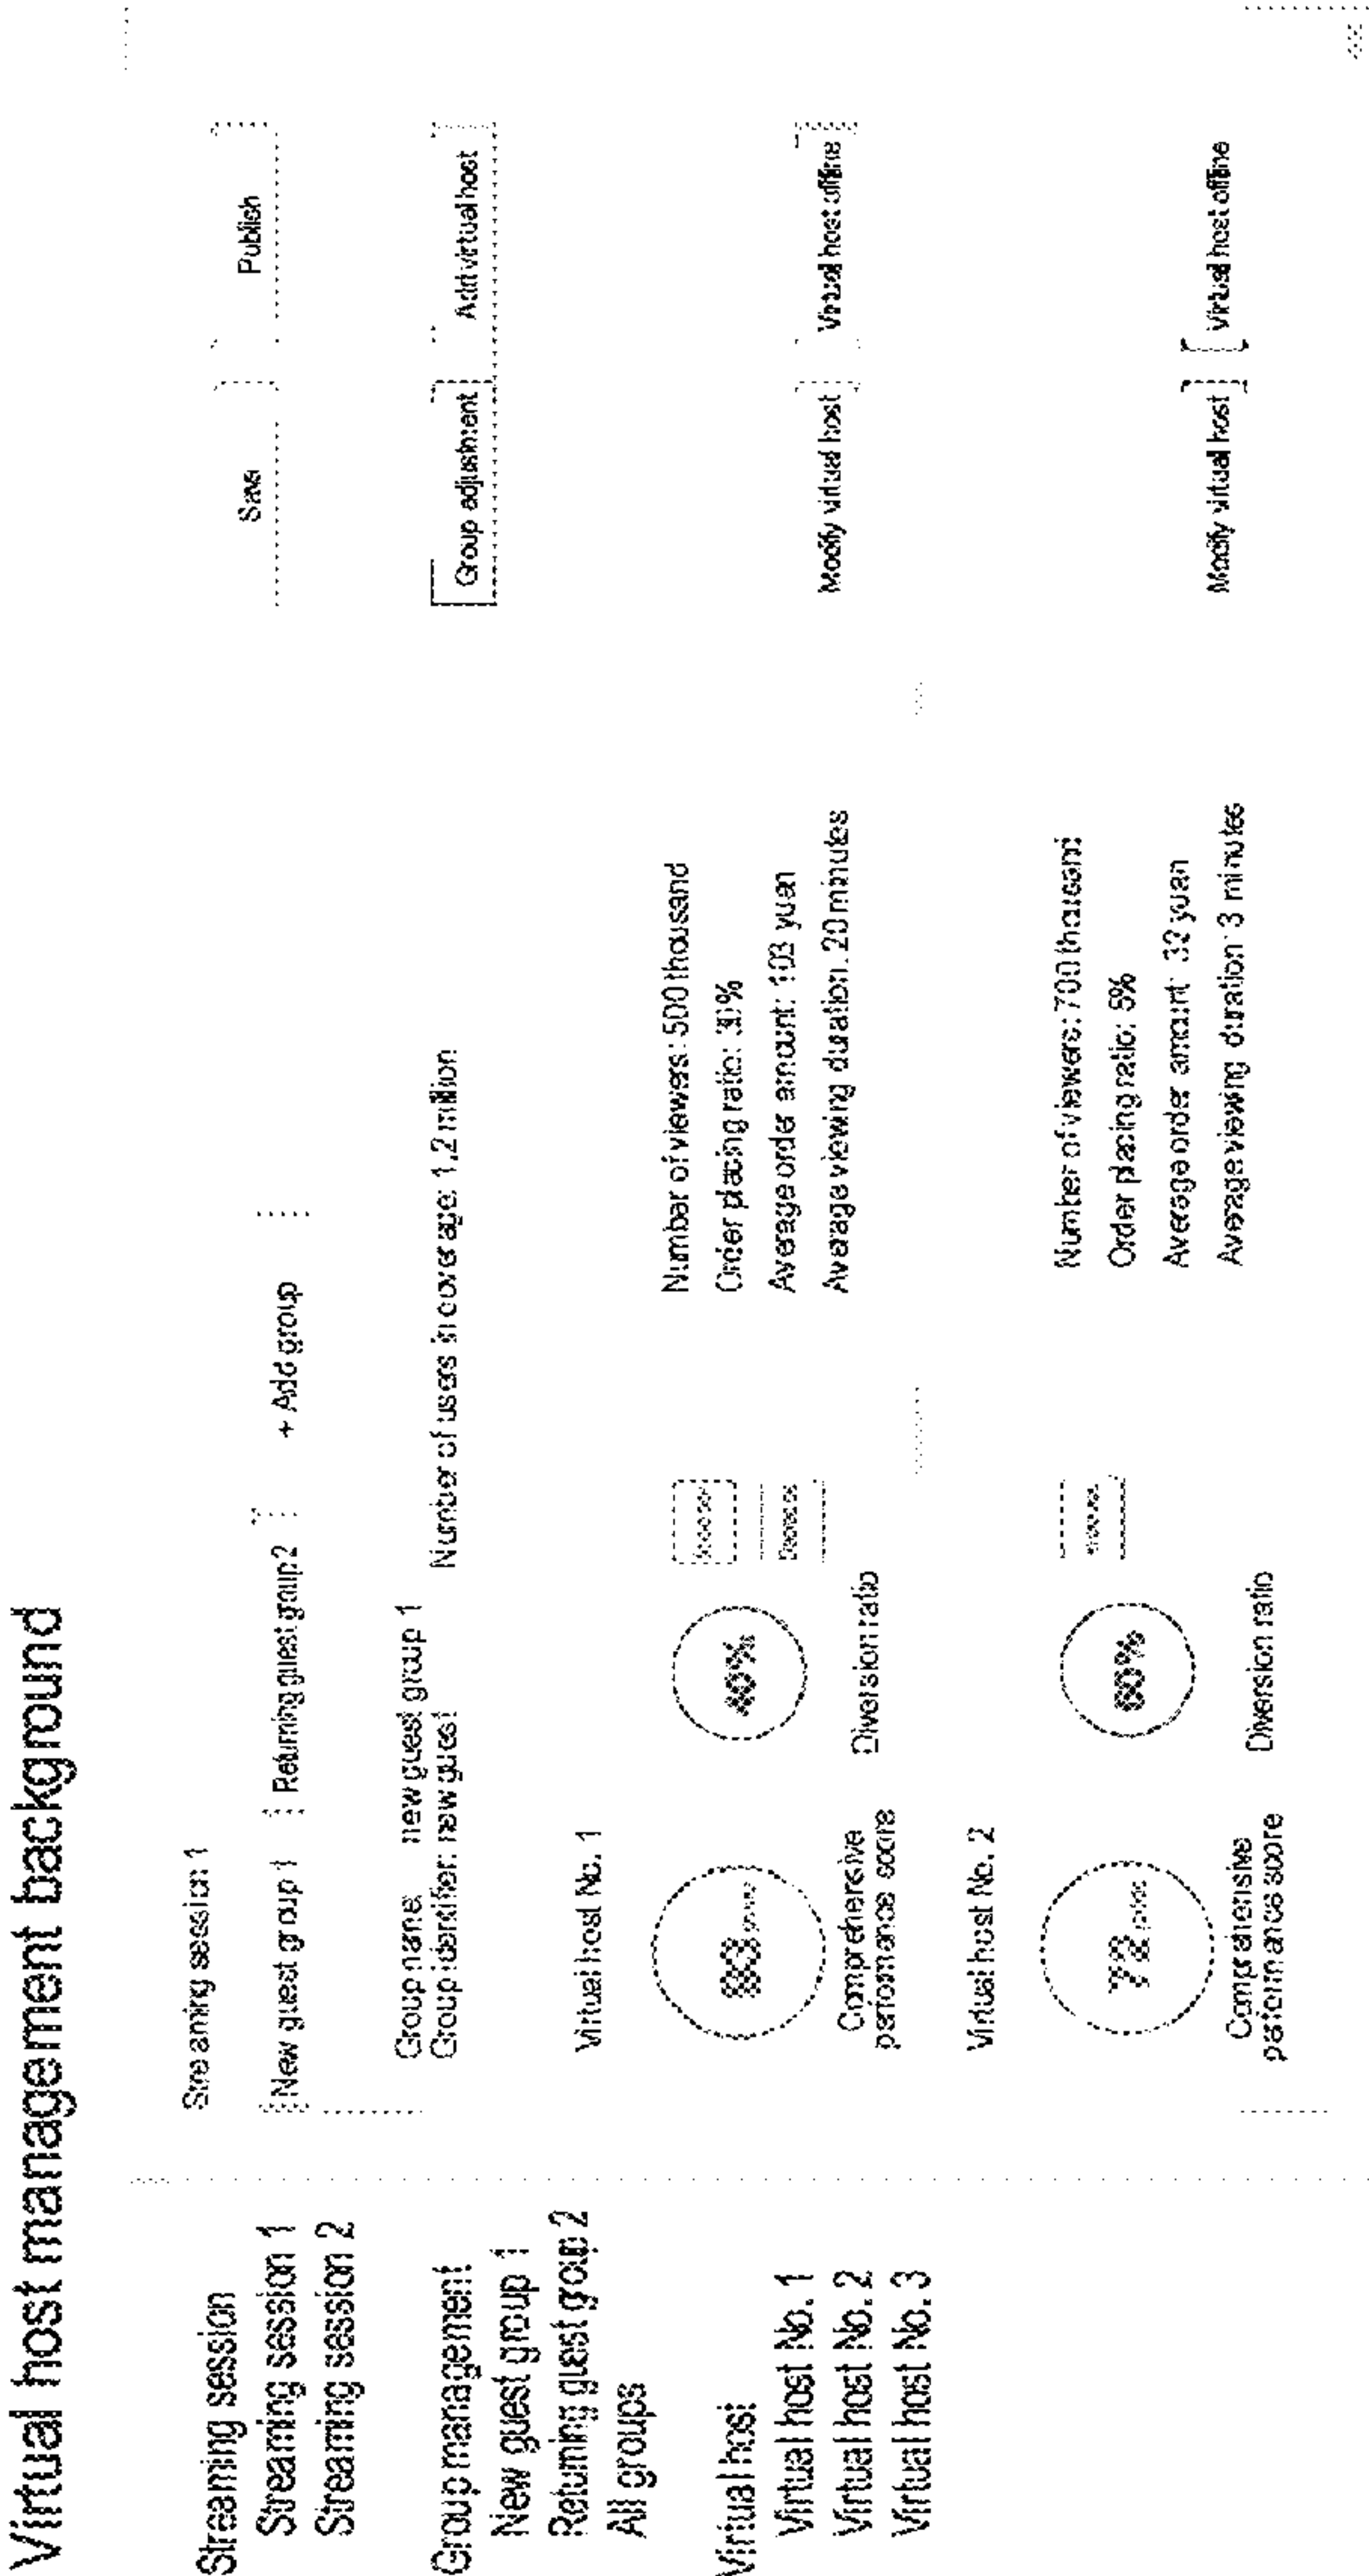 Virtual host management background
Streaming session
Streaming session 1
Streaming session 2
Group management
New guest group 1
Returning guest group 2
All groups
Virtual host
Virtual host No. 1
Virtual host No. 2
Virtual host No. 3
Streaming session 1
Save
Publish
New guest group 1
Returning guest group 2
+ Add group
Group name: new guest group 1
Group identifier: new guest
Number of users in coverage: 1.2 million
Group adjustment
Add virtual host
Virtual host No. 1
40%
Comprehensive
performance score
Diversion ratio
Number of viewers: 500 thousand
Order placing ratio: 30%
Average order amount: 103 yuan
Average viewing duration: 20 minutes
Modify virtual host
Virtual host offline
Virtual host No. 2
72
60%
Comprehensive
performance score
Diversion ratio
Number of viewers: 700 thousand
Order placing ratio: 5%
Average order amount: 32 yuan
Average viewing duration: 3 minutes
Modify virtual host
Virtual host offline